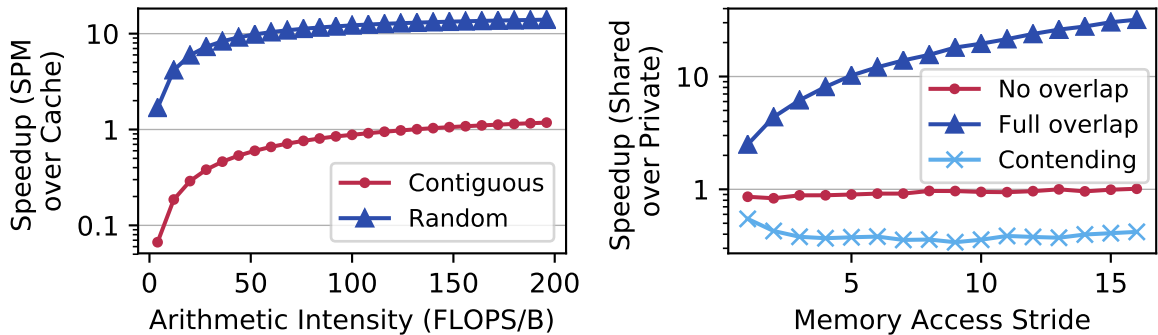 Speedup (SPM
over Cache)
10
1
0.1
Contiguous
Random
0
50
100
150
200
Arithmetic Intensity (FLOPS/B)
Speedup (Shared
over Private)
10
1
No overlap
Full overlap
Contending
5
10
15
Memory Access Stride